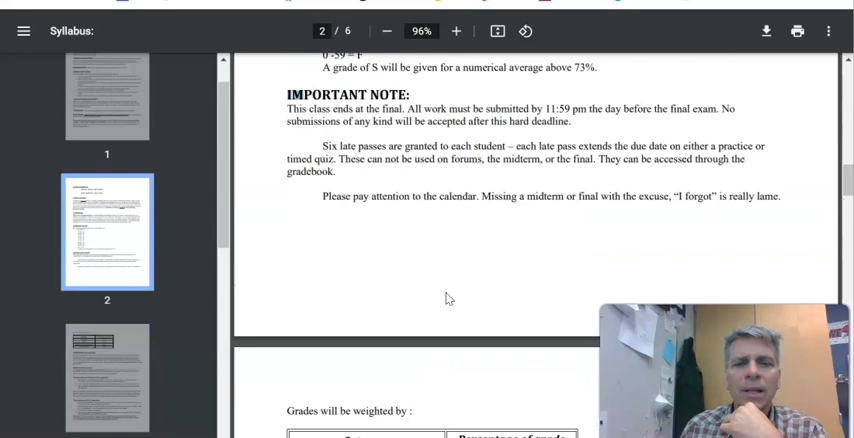 Syllabus:
2 / 6
96%
0 -59 = F
A grade of S will be given for a numerical average above 73%.
IMPORTANT NOTE:
This class ends at the final. All work must be submitted by 11:59 pm the day before the final exam. No
submissions of any kind will be accepted after this hard deadline.
Six late passes are granted to each student – each late pass extends the due date on either a practice or
timed quiz. These can not be used on forums, the midterm, or the final. They can be accessed through the
gradebook.
Please pay attention to the calendar. Missing a midterm or final with the excuse, “I forgot” is really lame.
1
2
Grades will be weighted by :
Percentage of grade